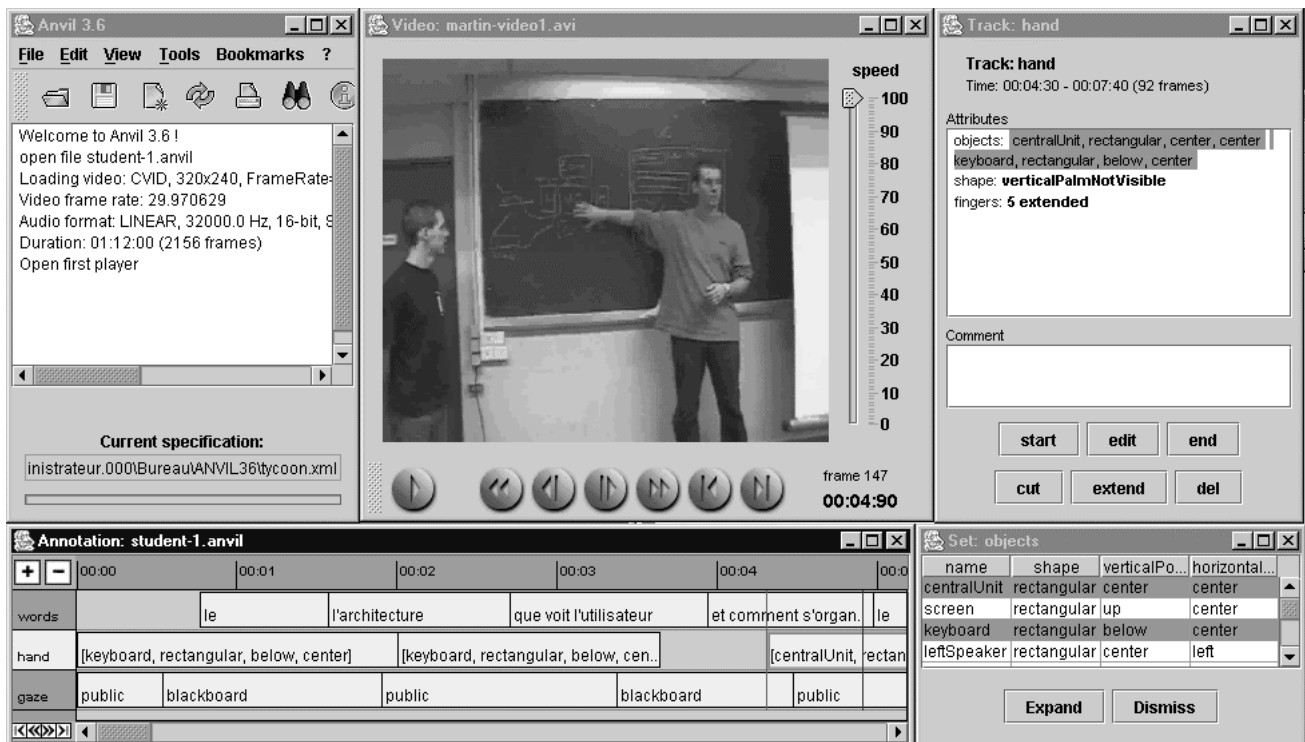 Anvil 3.6
File Edit View Tools Bookmarks ?
Welcome to Anvil 3.6 !
open file student-1.anvil
Loading video: CVID, 320x240, FrameRate=
Video frame rate: 29.970629
Audio format: LINEAR, 32000.0 Hz, 16-bit, S
Duration: 01:12:00 (2156 frames)
Open first player
Current specification:
inistrateur.000\Bureau\ANVIL36\tycoon.xml
Video: martin-video1.avi
speed
100
90
80
70
60
50
40
30
20
10
0
frame 147
00:04:90
Track: hand
Track: hand
Time: 00:04:30 - 00:07:40 (92 frames)
Attributes
objects: centralUnit, rectangular, center, center
keyboard, rectangular, below, center
shape: verticalPalmNotVisible
fingers: 5 extended
Comment
start edit end
cut extend del
Annotation: student-1.anvil
+ - 00:00 00:01 00:02 00:03 00:04 00:0
words le l'architecture que voit l'utilisateur et comment s'organ. le
hand [keyboard, rectangular, below, center] [keyboard, rectangular, below, cen.. [centralUnit, rectan
gaze public blackboard public blackboard public
Set: objects
name shape verticalPo... horizontal...
centralUnit rectangular center center
screen rectangular up center
keyboard rectangular below center
leftSpeaker rectangular center left
Expand Dismiss